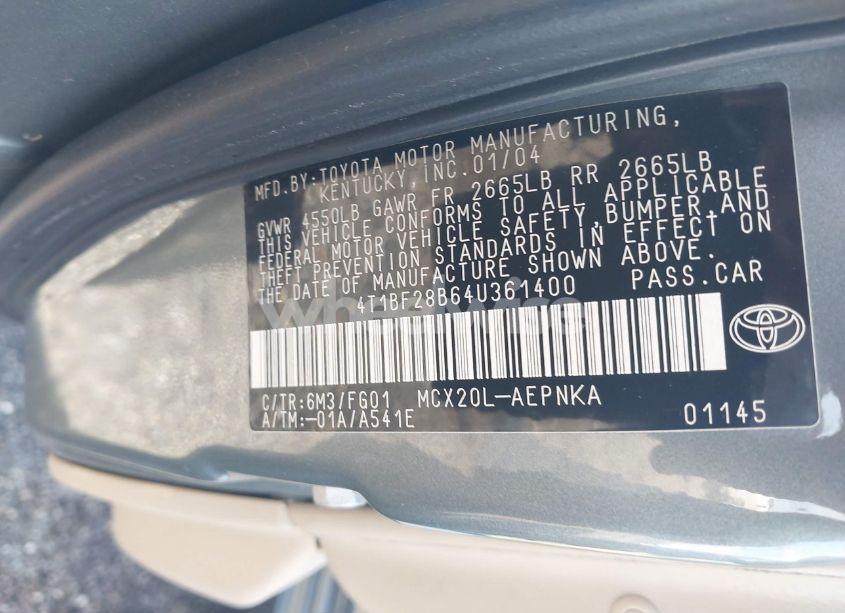 MFD.BY:TOYOTA MOTOR MANUFACTURING,
KENTUCKY, INC.01/04
GVWR 4550LB GAWR FR 2665LB RR 2665LB
THIS VEHICLE CONFORMS TO ALL APPLICABLE
FEDERAL MOTOR VEHICLE SAFETY,BUMPER,AND
THEFT PREVENTION STANDARDS IN EFFECT ON
THE DATE OF MANUFACTURE SHOWN ABOVE.
4T1BF28B64U361400 PASS.CAR
wheelwise
C/TR:6M3/FG01 MCX20L-AEPNKA
A/TM:-01A/A541E 01145